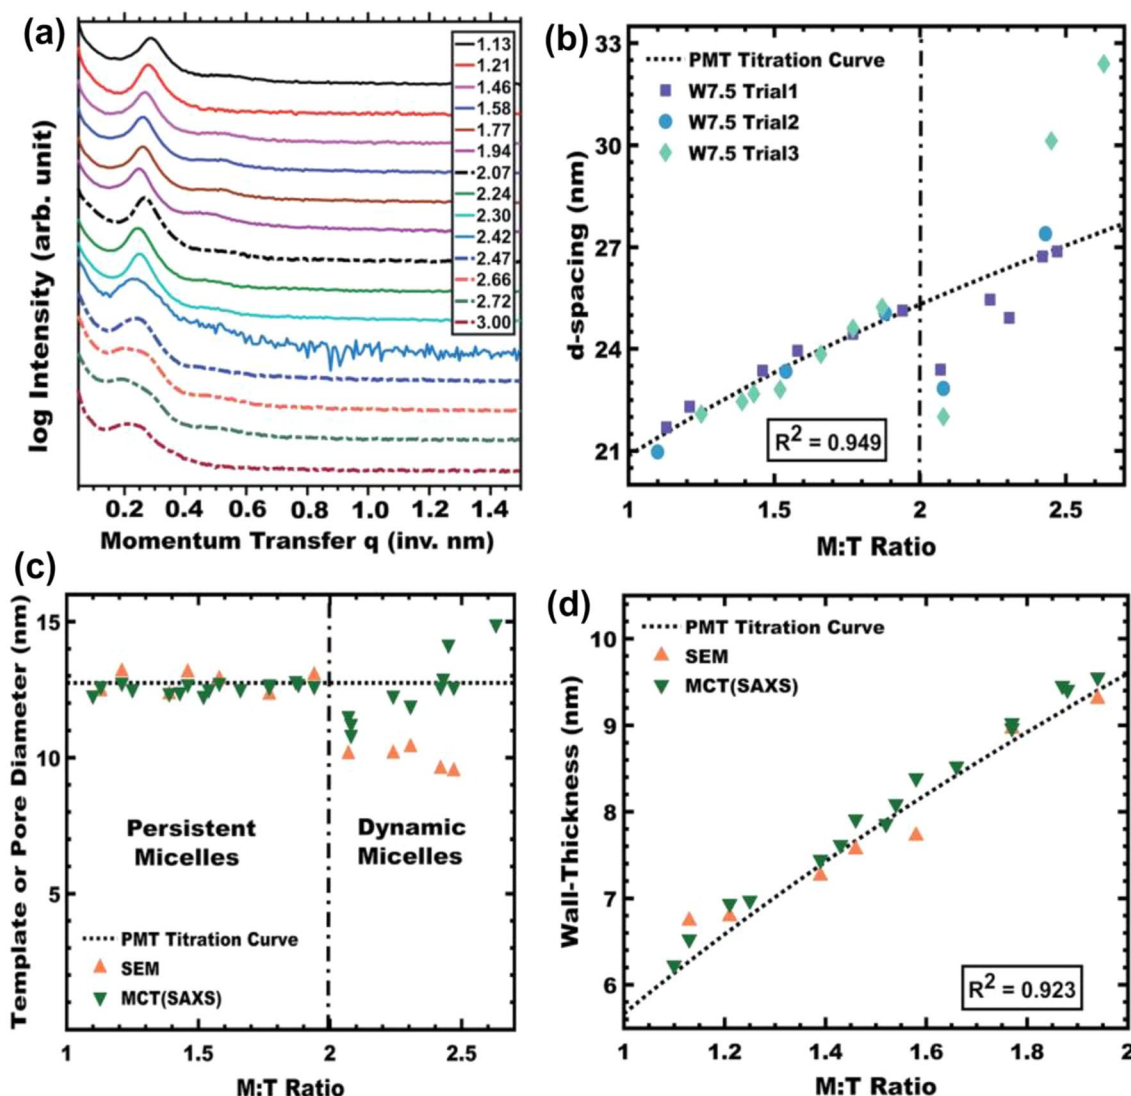 (a)
log Intensity (arb. unit)
1.13
1.21
1.46
1.58
1.77
1.94
2.07
2.24
2.30
2.42
2.47
2.66
2.72
3.00
0.2 0.4 0.6 0.8 1.0 1.2 1.4
Momentum Transfer q (inv. nm)
(b)
d-spacing (nm)
33
30
27
24
21
PMT Titration Curve
W7.5 Trial1
W7.5 Trial2
W7.5 Trial3
R² = 0.949
1 1.5 2 2.5
M:T Ratio
(c)
Template or Pore Diameter (nm)
15
10
5
Persistent
Micelles
Dynamic
Micelles
PMT Titration Curve
SEM
MCT(SAXS)
1 1.5 2 2.5
M:T Ratio
(d)
Wall-Thickness (nm)
10
9
8
7
6
PMT Titration Curve
SEM
MCT(SAXS)
R² = 0.923
1 1.2 1.4 1.6 1.8 2
M:T Ratio